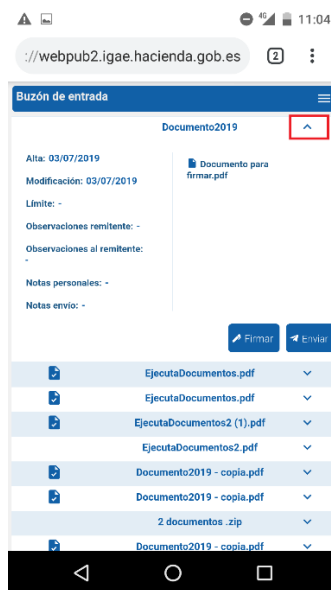 4G 11:04
://webpub2.igae.hacienda.gob.es 2
Buzón de entrada
Documento2019
Alta: 03/07/2019
Modificación: 03/07/2019
Límite: -
Observaciones remitente: -
Observaciones al remitente:
-
Notas personales: -
Notas envío: -
Documento para
firmar.pdf
Firmar Enviar
EjecutaDocumentos.pdf
EjecutaDocumentos.pdf
EjecutaDocumentos2 (1).pdf
EjecutaDocumentos2.pdf
Documento2019 - copia.pdf
Documento2019 - copia.pdf
2 documentos .zip
Documento2019 - copia.pdf